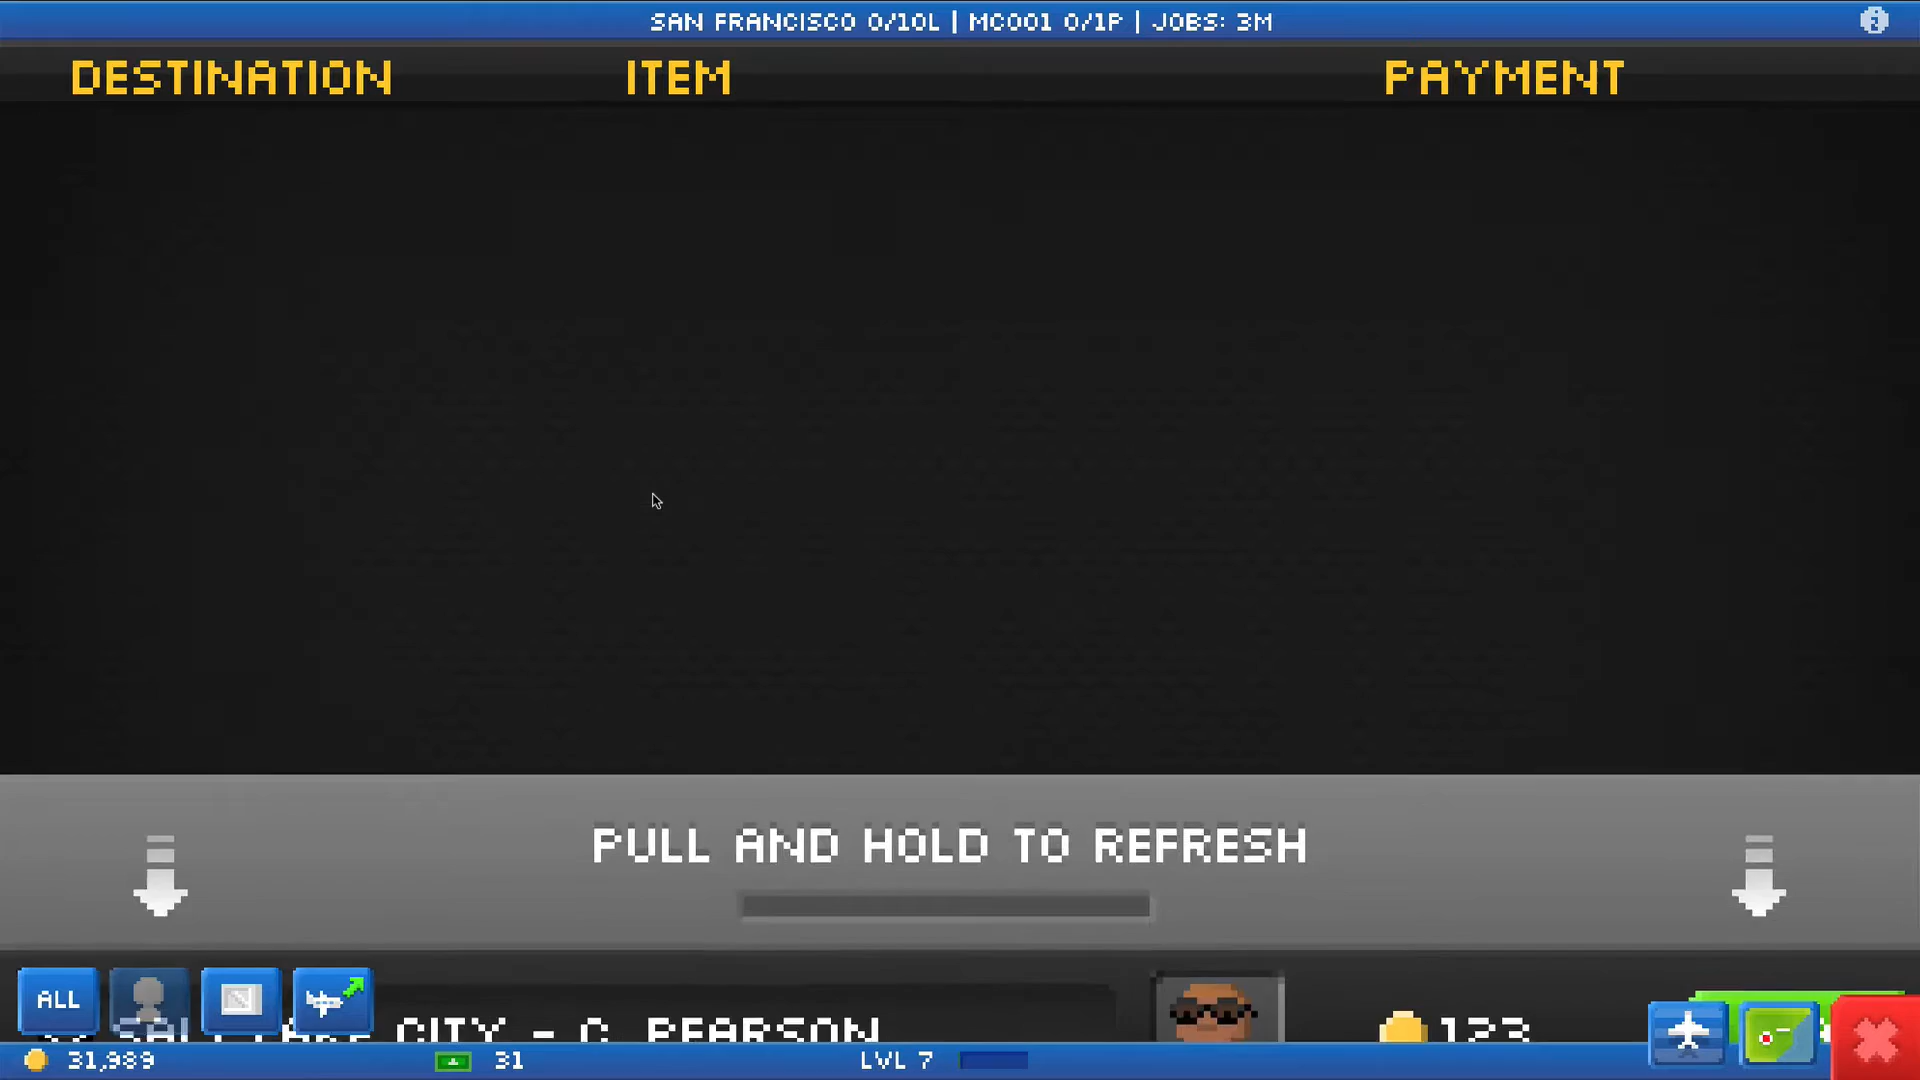 SAN FRANCISCO 0/10L | MC001 0/1P | JOBS: 3M
DESTINATION ITEM PAYMENT
PULL AND HOLD TO REFRESH
ALL
CITY - C. PEARSON 123
31,989 31 LVL 7